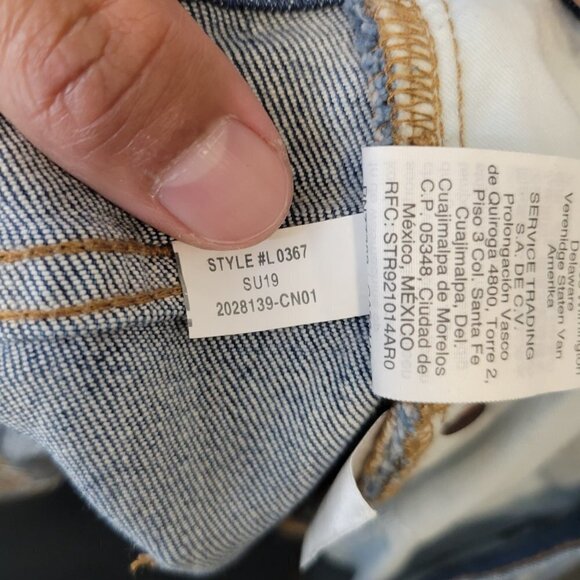 STYLE #L0367
SU19
2028139-CN01
Delaware
Verenigde Staten Van
Amerika
SERVICE TRADING
S.A. DE C.V.
Prolongación Vasco
de Quiroga 4800, Torre 2,
Piso 3 Col. Santa Fe
Cuajimalpa, Del.
Cuajimalpa de Morelos
C.P. 05348, Ciudad de
México, MÉXICO
RFC: STR921014AR0